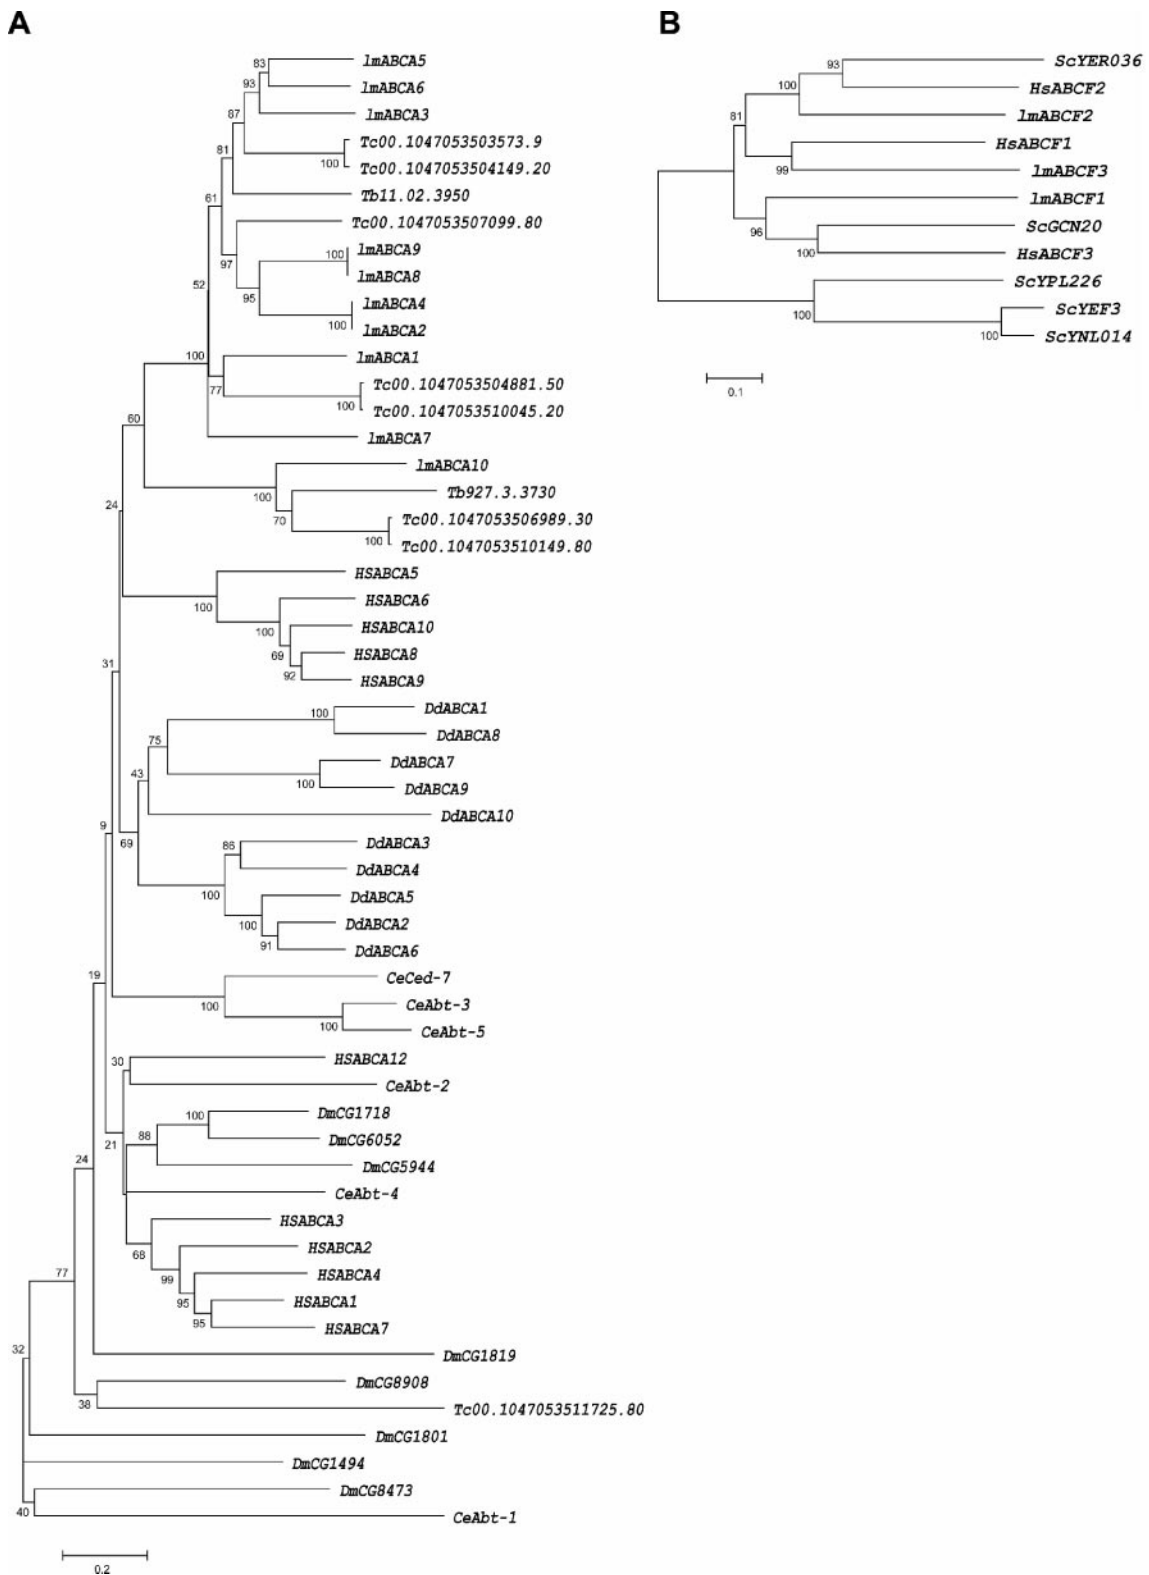 A
B
83
lmABCA5
93
lmABCA6
87
lmABCA3
81
Tc00.1047053503573.9
100
Tc00.1047053504149.20
61
Tb11.02.3950
Tc00.1047053507099.80
97
100
lmABCA9
lmABCA8
52
95
lmABCA4
100
lmABCA2
100
lmABCA1
77
Tc00.1047053504881.50
100
Tc00.1047053510045.20
60
lmABCA7
lmABCA10
100
Tb927.3.3730
24
70
Tc00.1047053506989.30
100
Tc00.1047053510149.80
HSABCA5
100
HSABCA6
100
HSABCA10
69
HSABCA8
92
HSABCA9
31
DdABCA1
100
DdABCA8
75
DdABCA7
43
100
DdABCA9
DdABCA10
9
69
DdABCA3
86
DdABCA4
100
DdABCA5
100
DdABCA2
91
DdABCA6
19
CeCed-7
100
CeAbt-3
100
CeAbt-5
30
HSABCA12
CeAbt-2
21
100
DmCG1718
88
DmCG6052
24
DmCG5944
CeAbt-4
HSABCA3
68
HSABCA2
99
HSABCA4
77
95
HSABCA1
95
HSABCA7
32
DmCG1819
DmCG8908
38
Tc00.1047053511725.80
DmCG1801
DmCG1494
DmCG8473
40
CeAbt-1
0.2
93
ScYER036
100
HsABCF2
81
lmABCF2
HsABCF1
99
lmABCF3
lmABCF1
96
ScGCN20
100
HsABCF3
ScYPL226
100
ScYEF3
100
ScYNL014
0.1